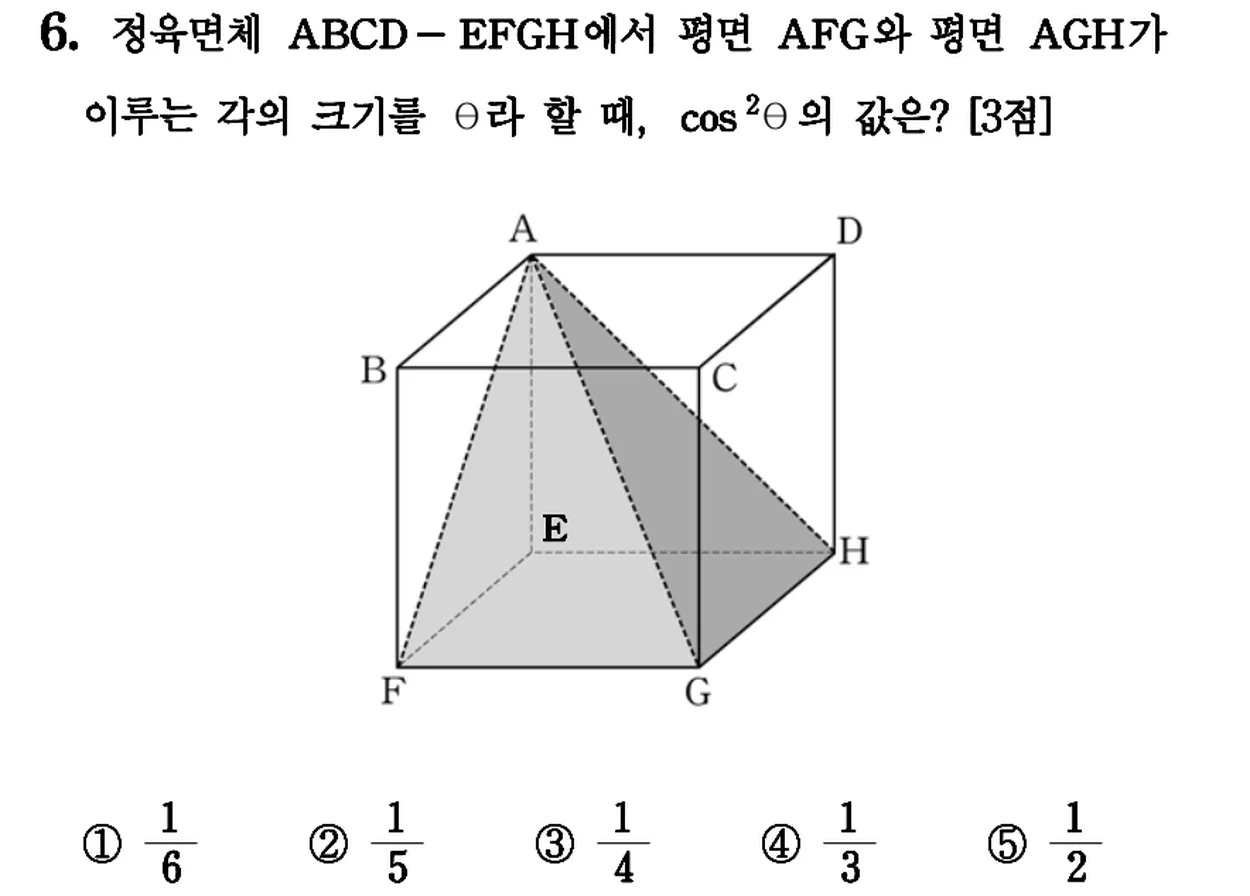 6. 정육면체 ABCD－EFGH에서 평면 AFG와 평면 AGH가
이루는 각의 크기를 θ라 할 때, cos²θ의 값은? [3점]
A
D
B
C
E
H
F
G
① 1/6 ② 1/5 ③ 1/4 ④ 1/3 ⑤ 1/2